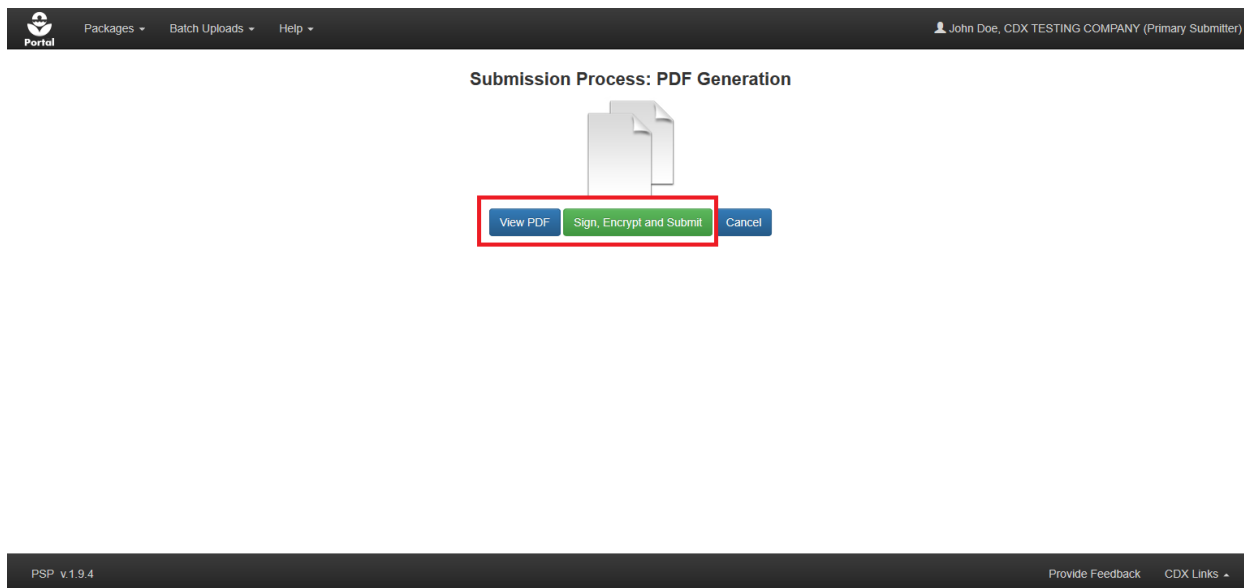 Portal
Packages Batch Uploads Help John Doe, CDX TESTING COMPANY (Primary Submitter)
Submission Process: PDF Generation
View PDF Sign, Encrypt and Submit Cancel
PSP v.1.9.4 Provide Feedback CDX Links